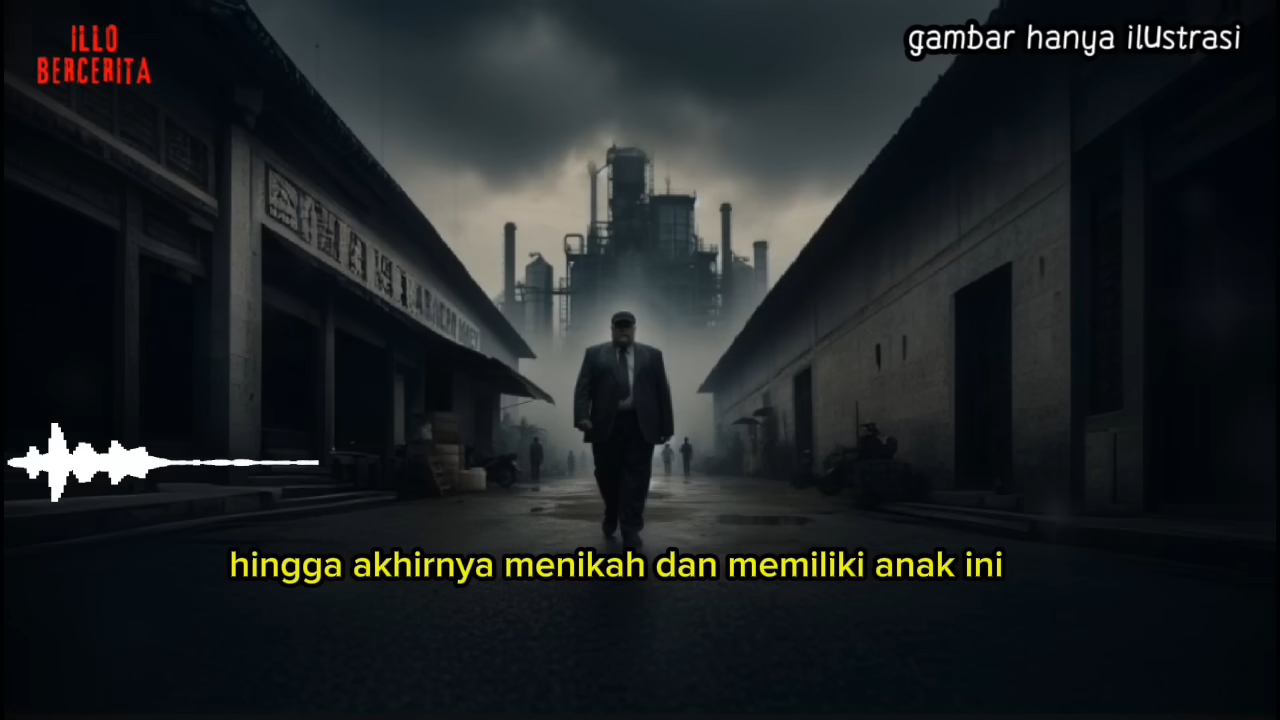 ILLO
BERCERITA
gambar hanya ilustrasi
hingga akhirnya menikah dan memiliki anak ini